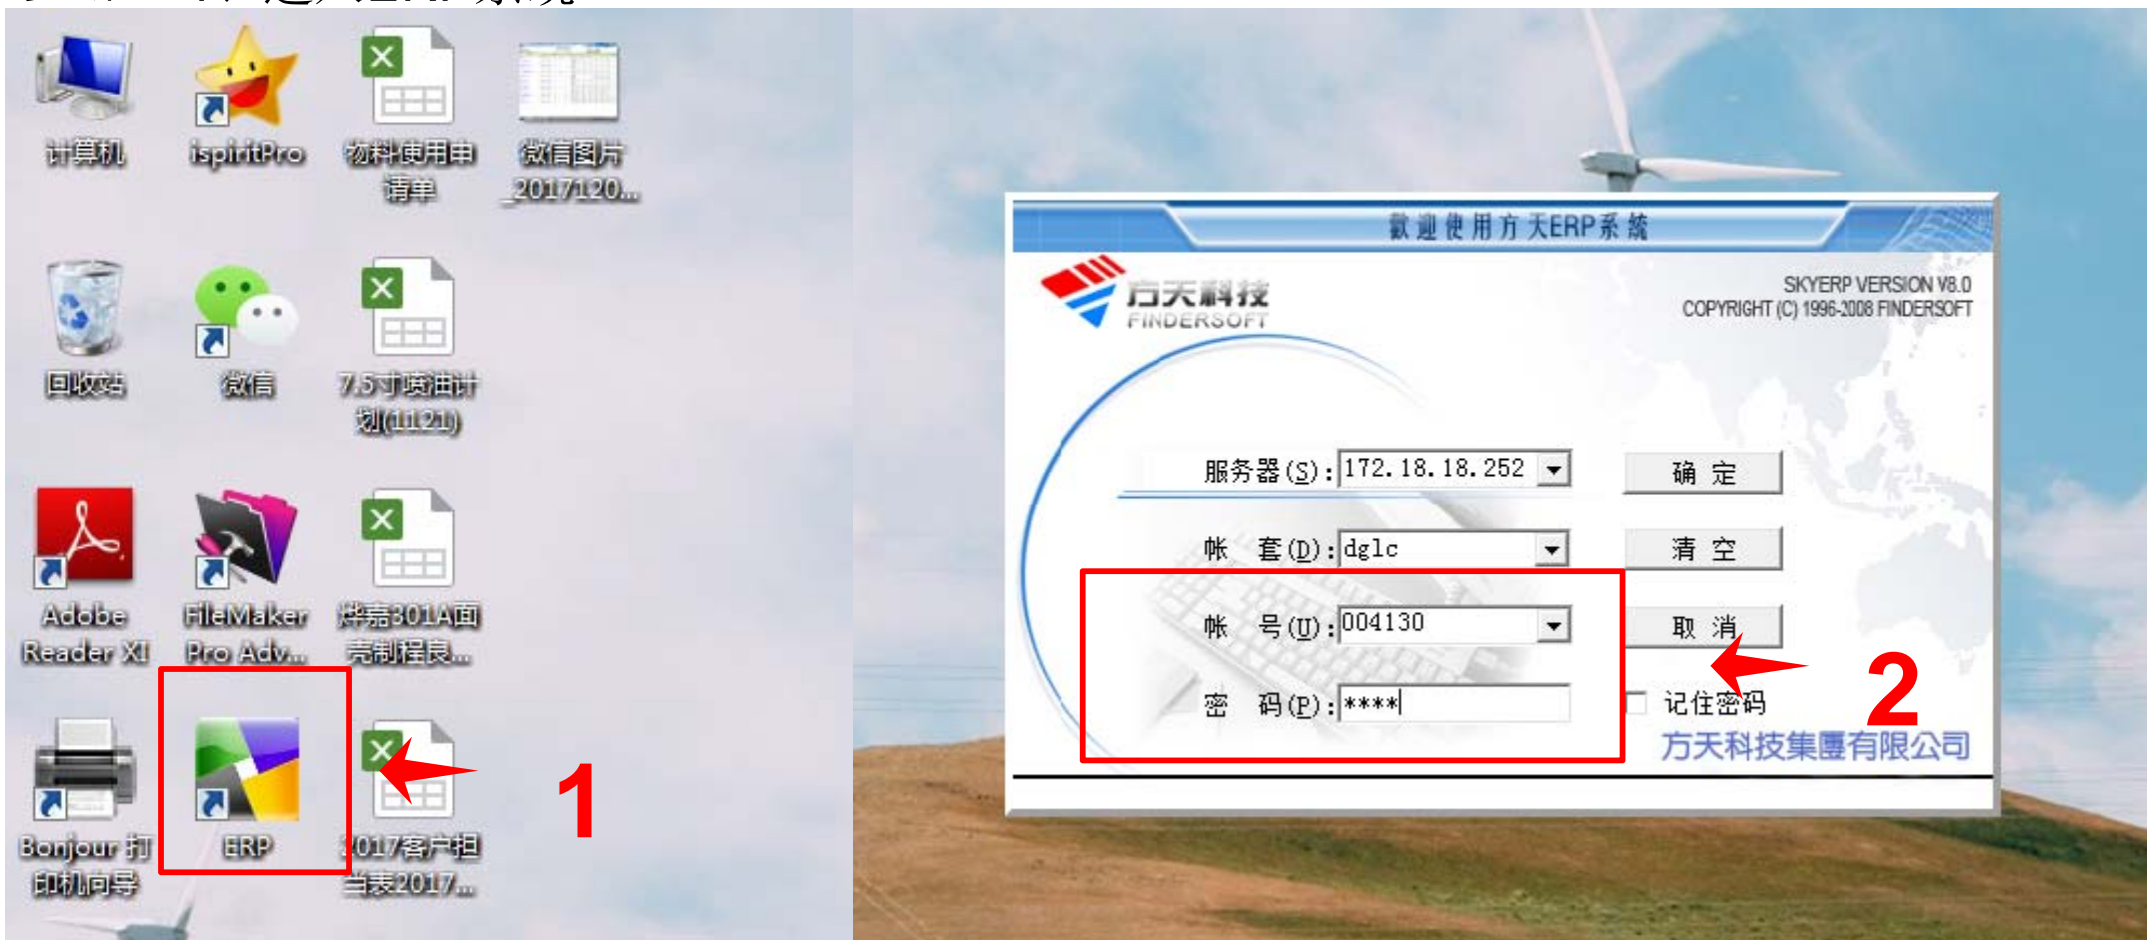 计算机
ispiritPro
物料使用申
请单
微信图片
_2017120...
回收站
微信
7.5寸喷油计
划(1121)
Adobe
Reader XI
FileMaker
Pro Adv...
烨嘉301A面
壳制程良...
Bonjour 打
印机向导
ERP
2017客户担
当表2017...
1
歡迎使用方天ERP系統
方天科技
FINDERSOFT
SKYERP VERSION V8.0
COPYRIGHT (C) 1996-2008 FINDERSOFT
服务器(S):172.18.18.252
确 定
帐 套(D):dglc
清 空
帐 号(U):004130
取 消
密 码(P):****
记住密码
2
方天科技集團有限公司